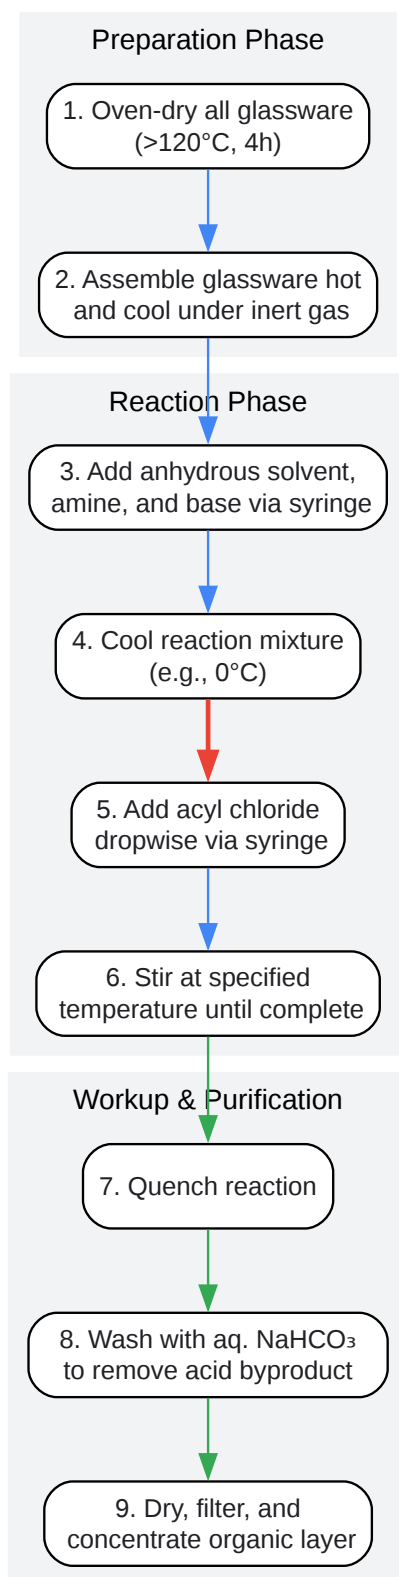 Preparation Phase
1. Oven-dry all glassware
(>120°C, 4h)
2. Assemble glassware hot
and cool under inert gas
Reaction Phase
3. Add anhydrous solvent,
amine, and base via syringe
4. Cool reaction mixture
(e.g., 0°C)
5. Add acyl chloride
dropwise via syringe
6. Stir at specified
temperature until complete
Workup & Purification
7. Quench reaction
8. Wash with aq. NaHCO₃
to remove acid byproduct
9. Dry, filter, and
concentrate organic layer